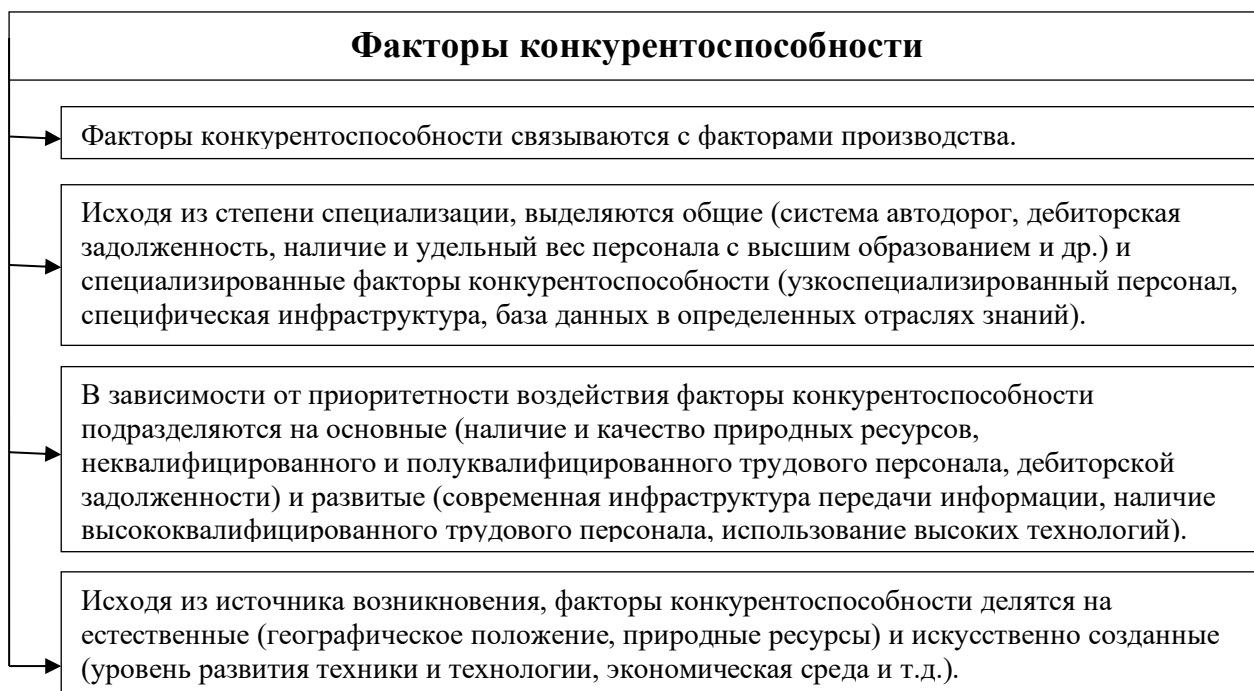 Факторы конкурентоспособности
Факторы конкурентоспособности связываются с факторами производства.
Исходя из степени специализации, выделяются общие (система автодорог, дебиторская
задолженность, наличие и удельный вес персонала с высшим образованием и др.) и
специализированные факторы конкурентоспособности (узкоспециализированный персонал,
специфическая инфраструктура, база данных в определенных отраслях знаний).
В зависимости от приоритетности воздействия факторы конкурентоспособности
подразделяются на основные (наличие и качество природных ресурсов,
неквалифицированного и полуквалифицированного трудового персонала, дебиторской
задолженности) и развитые (современная инфраструктура передачи информации, наличие
высококвалифицированного трудового персонала, использование высоких технологий).
Исходя из источника возникновения, факторы конкурентоспособности делятся на
естественные (географическое положение, природные ресурсы) и искусственно созданные
(уровень развития техники и технологии, экономическая среда и т.д.).